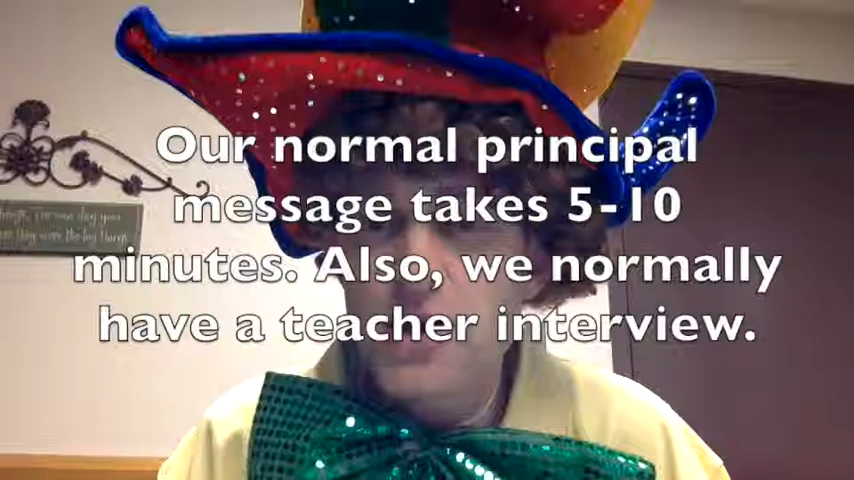 Our normal principal
message takes 5-10
minutes. Also, we normally
have a teacher interview.